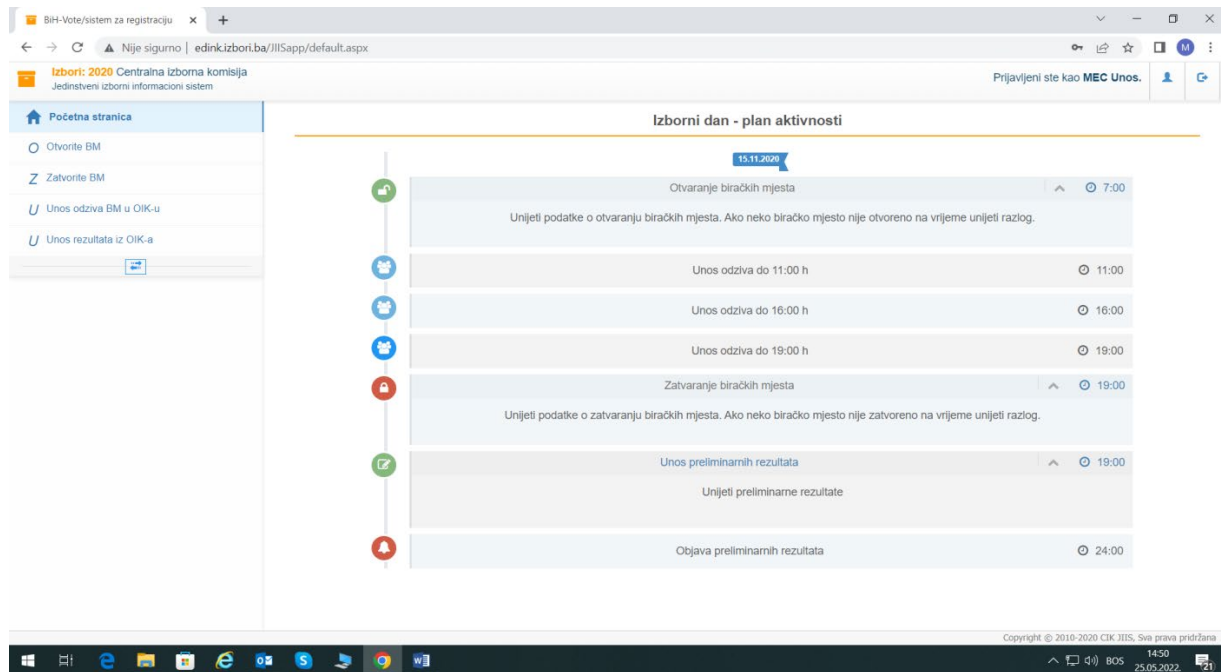 BiH-Vote/sistem za registraciju
Nije sigurno | edink.izbori.ba/JIISapp/default.aspx
M
Izbori: 2020 Centralna izborna komisija
Jedinstveni izborni informacioni sistem
Prijavljeni ste kao MEC Unos.
Početna stranica
O Otvorite BM
Z Zatvorite BM
U Unos odziva BM u OIK-u
U Unos rezultata iz OIK-a
Izborni dan - plan aktivnosti
15.11.2020
Otvaranje biračkih mjesta 7:00
Unijeti podatke o otvaranju biračkih mjesta. Ako neko biračko mjesto nije otvoreno na vrijeme unijeti razlog.
Unos odziva do 11:00 h 11:00
Unos odziva do 16:00 h 16:00
Unos odziva do 19:00 h 19:00
Zatvaranje biračkih mjesta 19:00
Unijeti podatke o zatvaranju biračkih mjesta. Ako neko biračko mjesto nije zatvoreno na vrijeme unijeti razlog.
Unos preliminarnih rezultata 19:00
Unijeti preliminarne rezultate
Objava preliminarnih rezultata 24:00
Copyright © 2010-2020 CIK JIIS, Sva prava pridržana
BOS
14:50
25.05.2022.
21